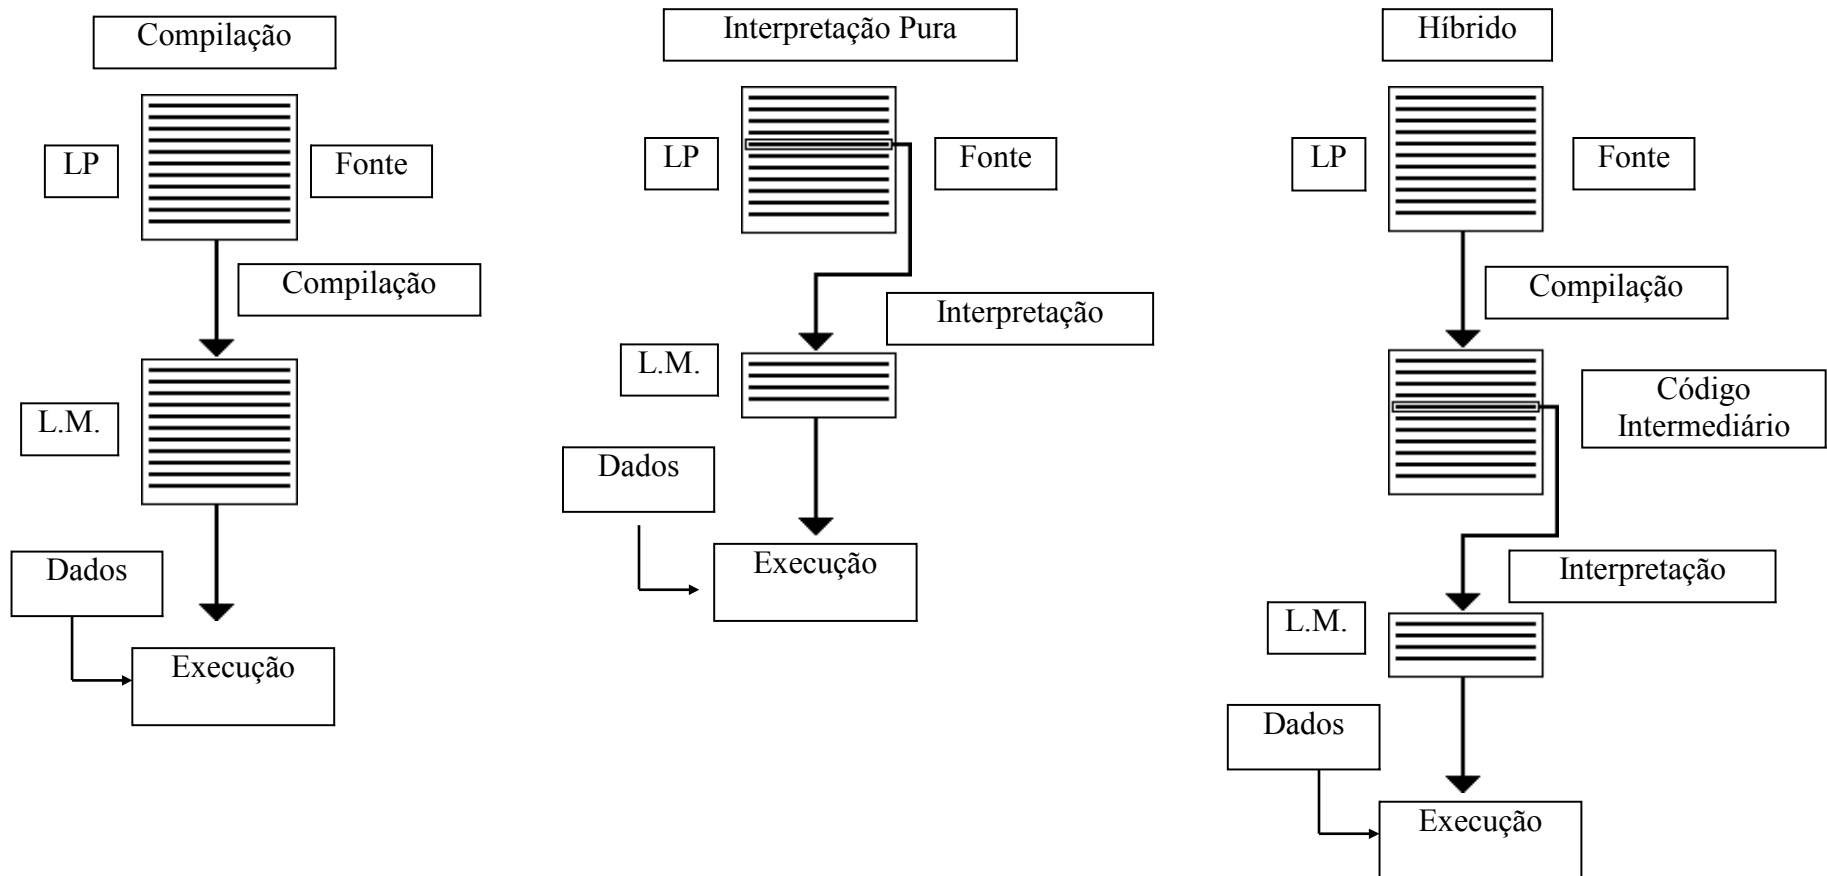 Compilação
LP
Fonte
Compilação
L.M.
Dados
Execução
Interpretação Pura
LP
Fonte
Interpretação
L.M.
Dados
Execução
Híbrido
LP
Fonte
Compilação
Código
Intermediário
Interpretação
L.M.
Dados
Execução